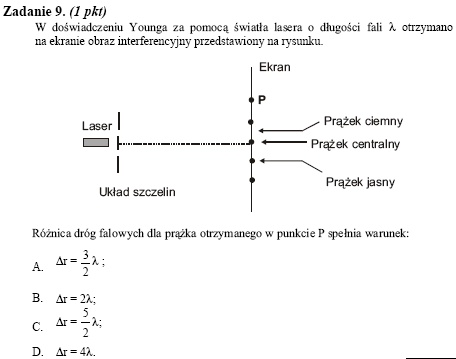 Zadanie 9. (1 pkt)
W doświadczeniu Younga za pomocą światła lasera o długości fali λ otrzymano
na ekranie obraz interferencyjny przedstawiony na rysunku.
Ekran
P
Laser
Prążek ciemny
Prążek centralny
Prążek jasny
Układ szczelin
Różnica dróg falowych dla prążka otrzymanego w punkcie P spełnia warunek:
A. Δr = 3/2 λ ;
B. Δr = 2λ;
C. Δr = 5/2 λ;
D. Δr = 4λ.